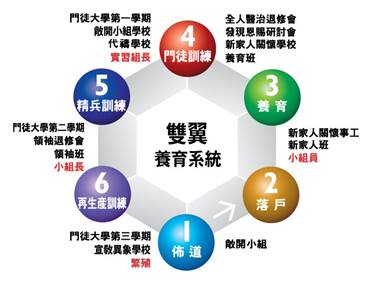 門徒大學第一學期
敞開小組學校
代禱學校
實習組長
4
門徒訓練
全人醫治退修會
發現恩賜研討會
新家人關懷學校
養育班
5
精兵訓練
3
養育
雙翼
養育系統
門徒大學第二學期
領袖退修會
領袖班
小組長
新家人關懷事工
新家人班
小組員
6
再生產訓練
2
落戶
門徒大學第三學期
宣教異象學校
繁殖
1
佈道
敞開小組